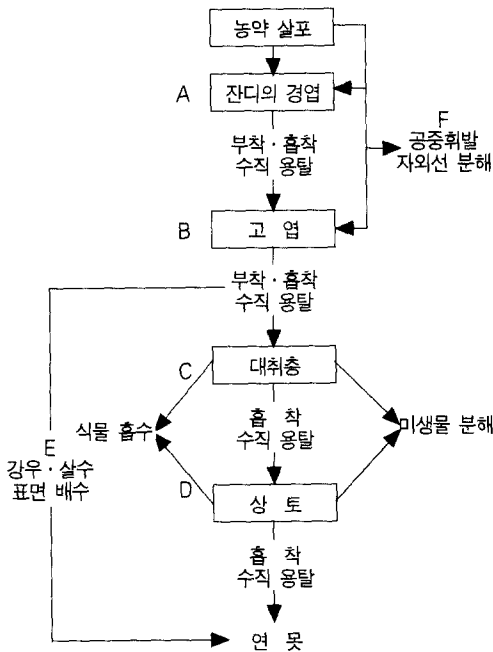 농약 살포
A
잔디의 경엽
F
공중휘발
자외선 분해
부착 · 흡착
수직 용탈
B
고 엽
부착 · 흡착
수직 용탈
C
대취층
식물 흡수
흡 착
수직 용탈
미생물 분해
E
강우 · 살수
표면 배수
D
상 토
흡 착
수직 용탈
연 못